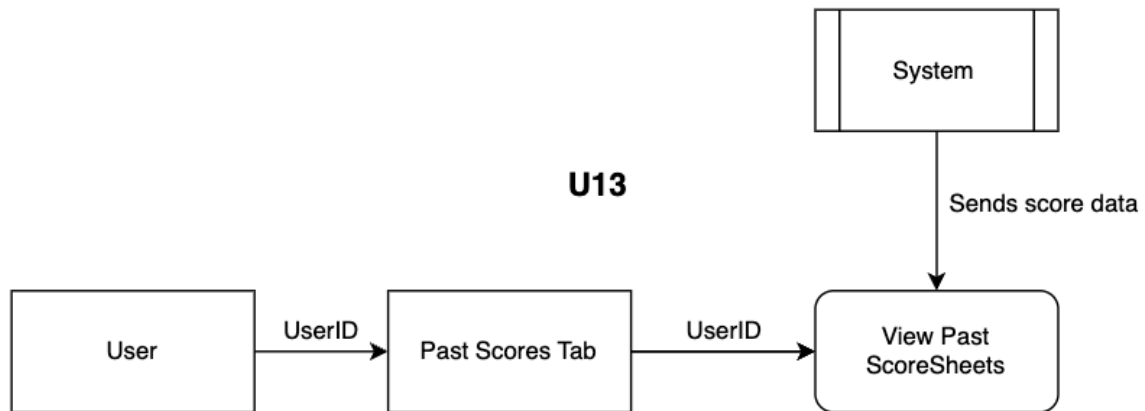 System
U13
Sends score data
User
UserID
Past Scores Tab
UserID
View Past
ScoreSheets